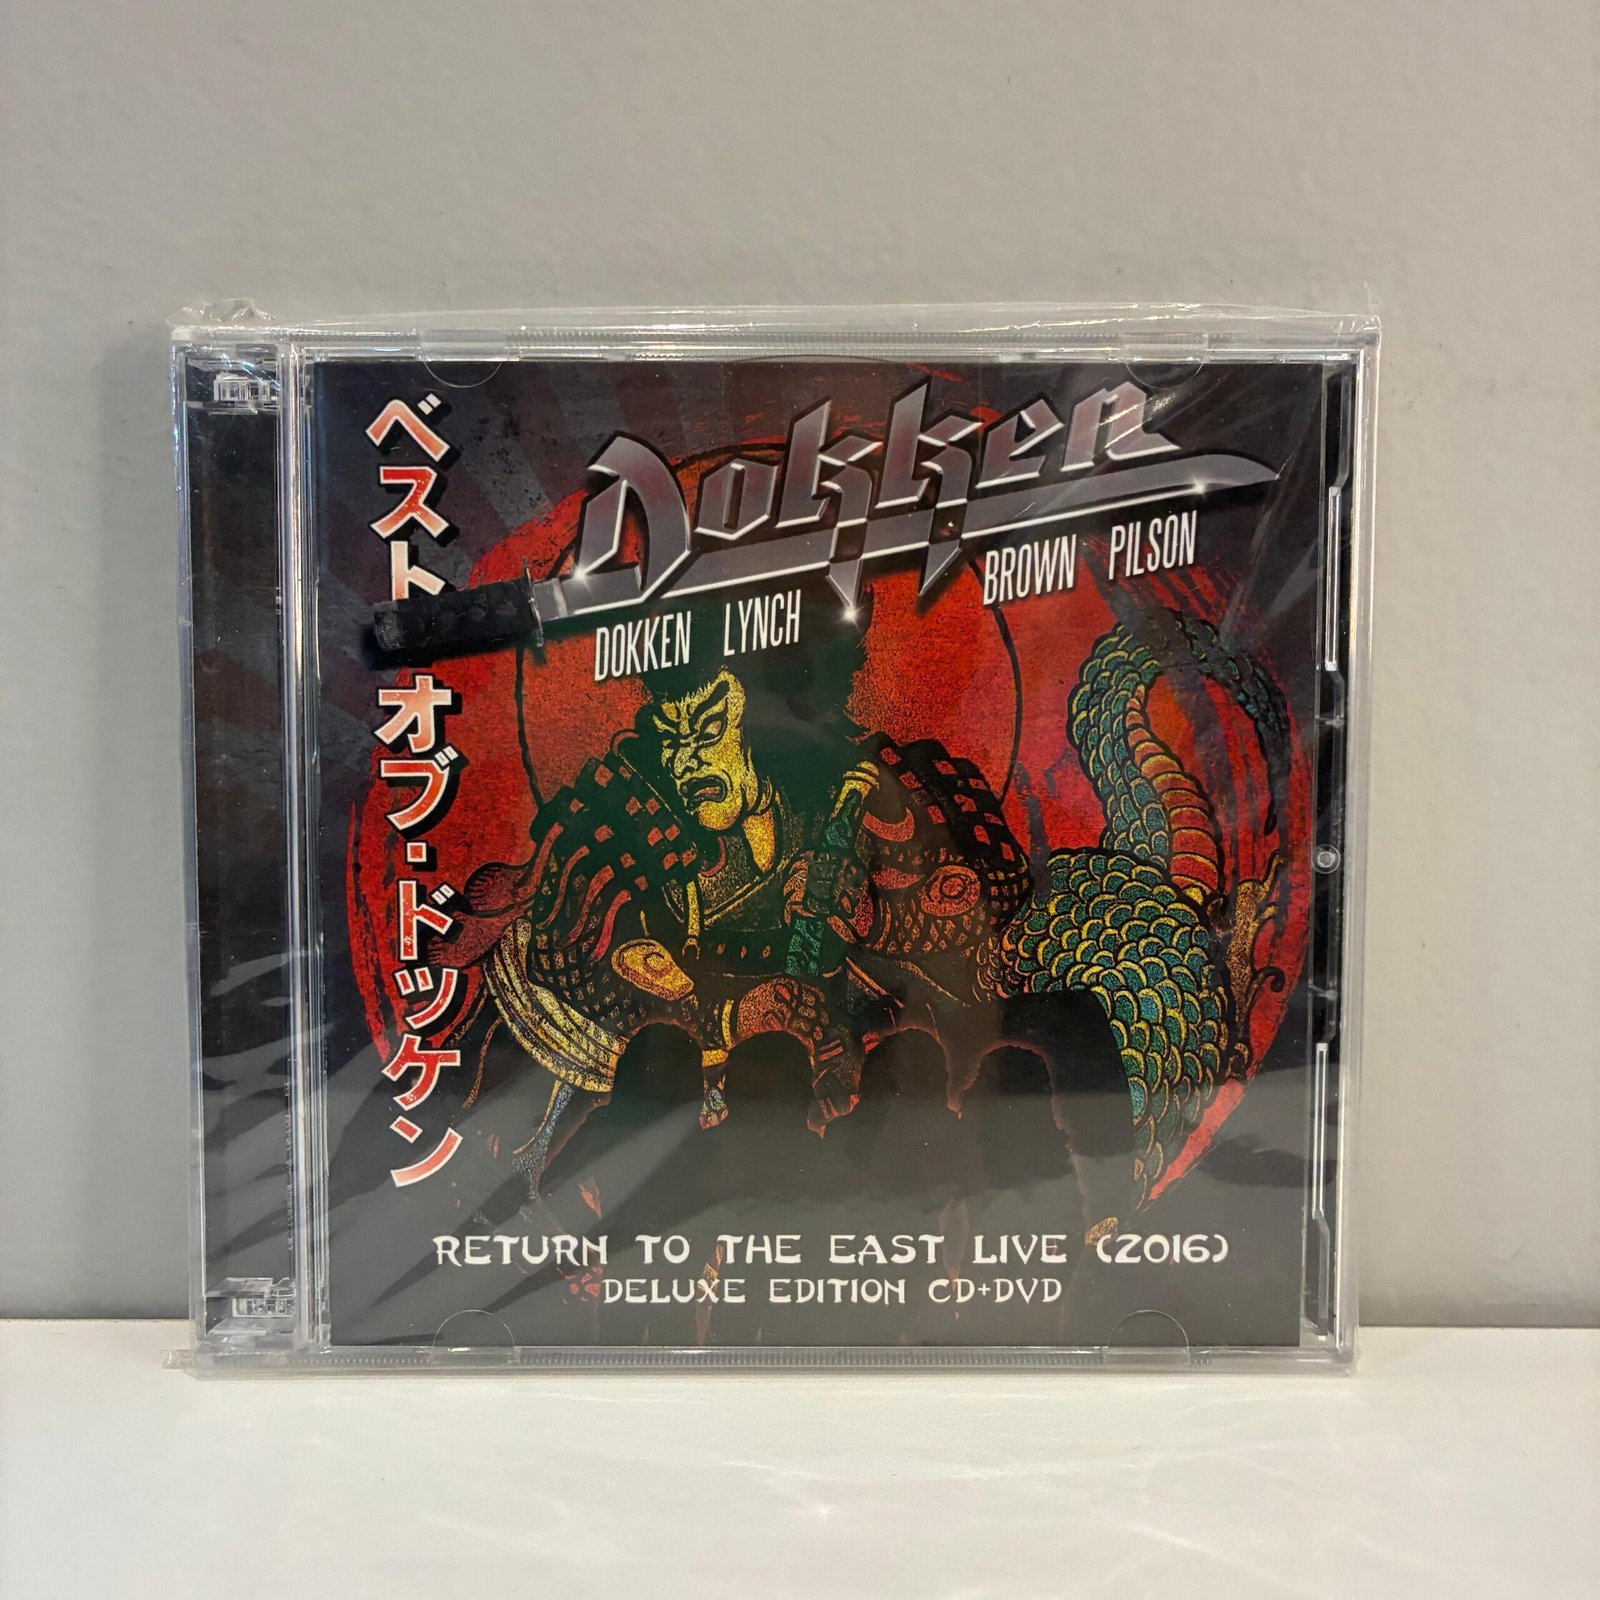 ベスト オブ・ドッケン
Dokken
DOKKEN LYNCH BROWN PILSON
RETURN TO THE EAST LIVE (2016)
DELUXE EDITION CD+DVD